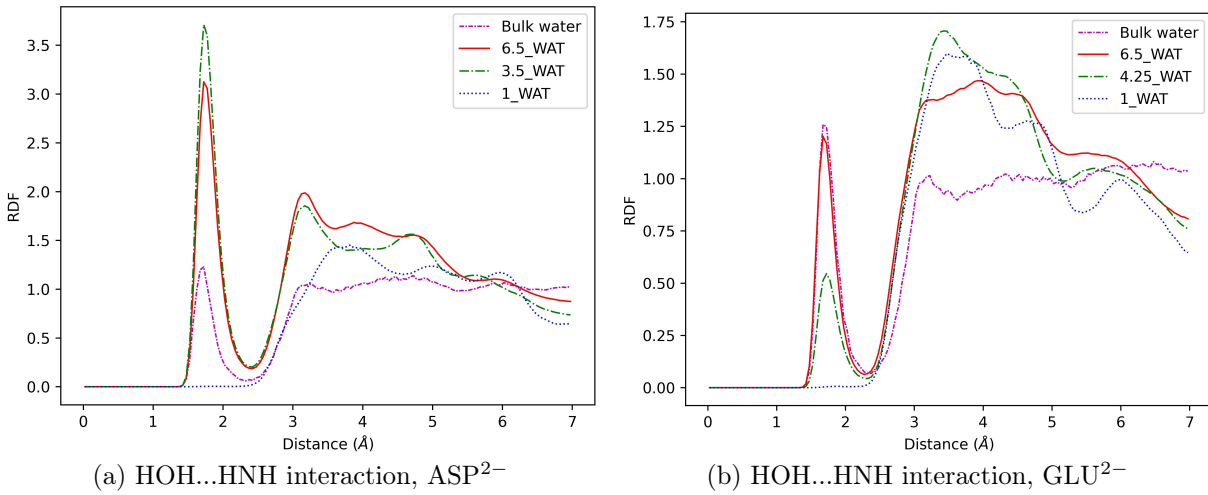 Bulk water
6.5_WAT
3.5_WAT
1_WAT
RDF
3.5
3.0
2.5
2.0
1.5
1.0
0.5
0.0
0 1 2 3 4 5 6 7
Distance (Å)
(a) HOH...HNH interaction, ASP²⁻
Bulk water
6.5_WAT
4.25_WAT
1_WAT
RDF
1.75
1.50
1.25
1.00
0.75
0.50
0.25
0.00
0 1 2 3 4 5 6 7
Distance (Å)
(b) HOH...HNH interaction, GLU²⁻